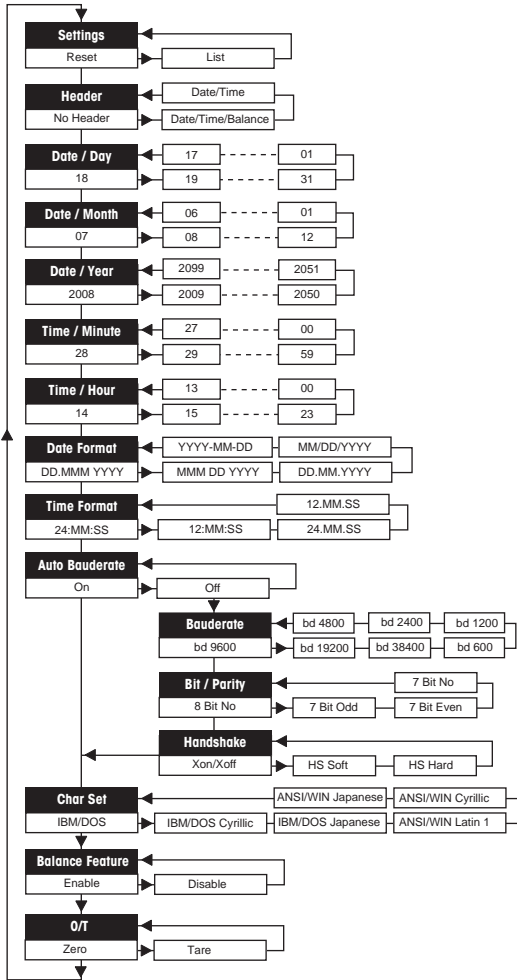 Settings
Reset List
Header Date/Time
No Header Date/Time/Balance
Date / Day 17 01
18 19 31
Date / Month 06 01
07 08 12
Date / Year 2099 2051
2008 2009 2050
Time / Minute 27 00
28 29 59
Time / Hour 13 00
14 15 23
Date Format YYYY-MM-DD MM/DD/YYYY
DD.MMM YYYY MMM DD YYYY DD.MM.YYYY
Time Format 12.MM.SS
24:MM:SS 12:MM:SS 24.MM.SS
Auto Bauderate
On Off
Bauderate bd 4800 bd 2400 bd 1200
bd 9600 bd 19200 bd 38400 bd 600
Bit / Parity 7 Bit No
8 Bit No 7 Bit Odd 7 Bit Even
Handshake
Xon/Xoff HS Soft HS Hard
Char Set ANSI/WIN Japanese ANSI/WIN Cyrillic
IBM/DOS IBM/DOS Cyrillic IBM/DOS Japanese ANSI/WIN Latin 1
Balance Feature
Enable Disable
O/T
Zero Tare